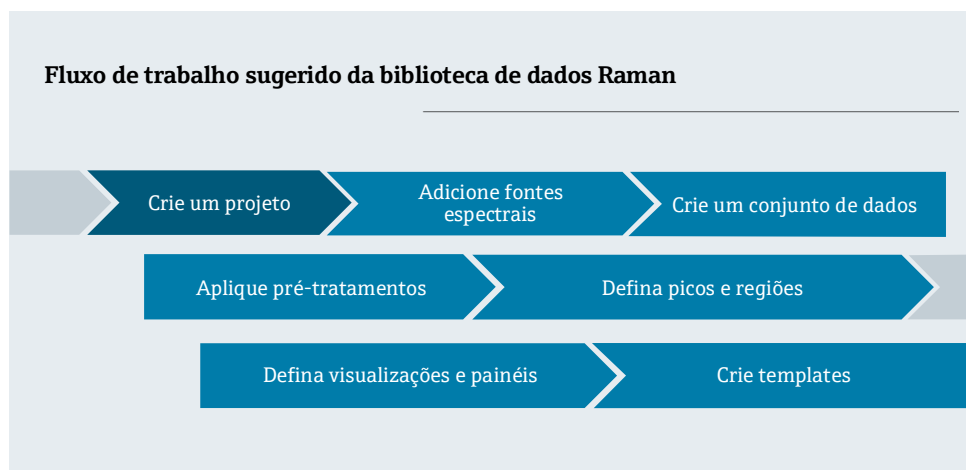 Fluxo de trabalho sugerido da biblioteca de dados Raman
Crie um projeto
Adicione fontes
espectrais
Crie um conjunto de dados
Aplique pré-tratamentos
Defina picos e regiões
Defina visualizações e painéis
Crie templates